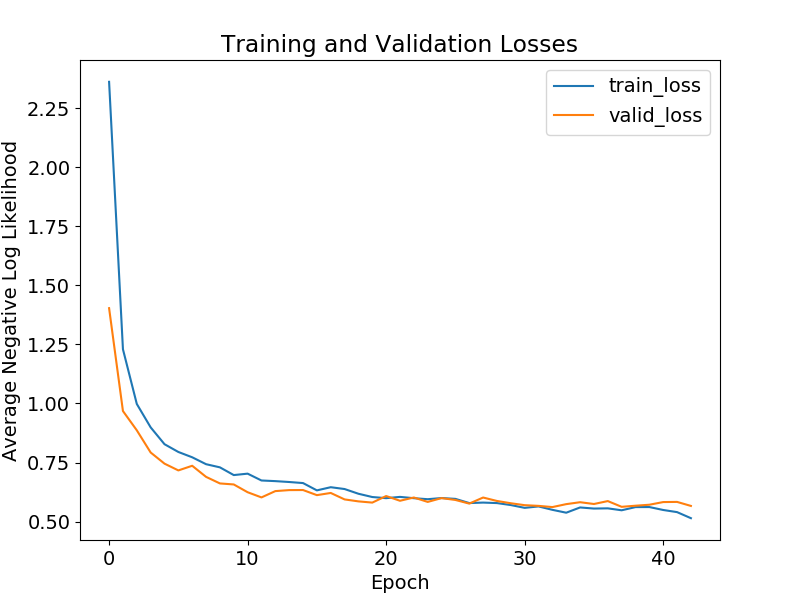 Training and Validation Losses
train_loss
valid_loss
Average Negative Log Likelihood
2.25
2.00
1.75
1.50
1.25
1.00
0.75
0.50
0
10
20
30
40
Epoch